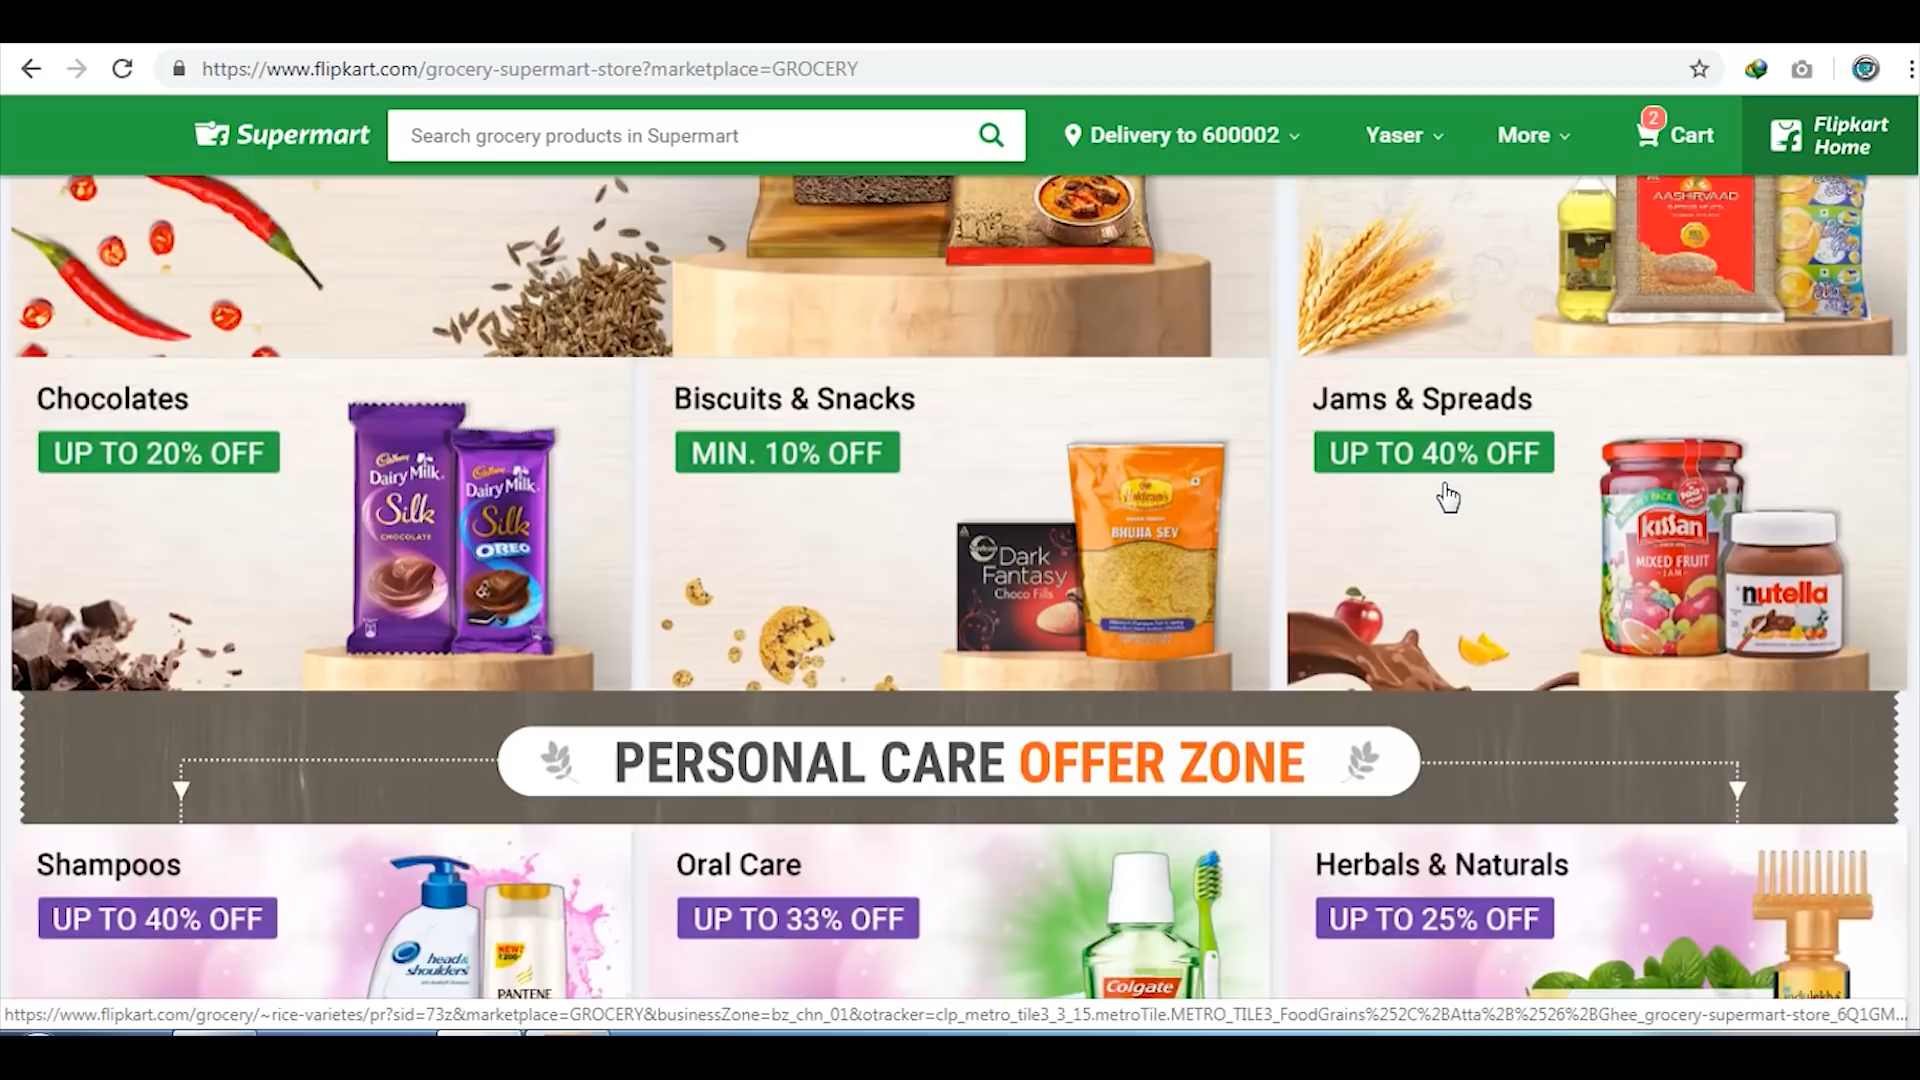 https://www.flipkart.com/grocery-supermart-store?marketplace=GROCERY
Supermart
Search grocery products in Supermart
Delivery to 600002
Yaser
More
2
Cart
Flipkart
Home
AASHIRVAAD
Chocolates
UP TO 20% OFF
Cadbury
Dairy Milk
Silk
CHOCOLATE
Cadbury
Dairy Milk
Silk
OREO
Biscuits & Snacks
MIN. 10% OFF
Dark
Fantasy
Choco Fills
Haldiram's
BHUJIA SEV
Jams & Spreads
UP TO 40% OFF
Kissan
MIXED FRUIT
JAM
nutella
PERSONAL CARE OFFER ZONE
Shampoos
UP TO 40% OFF
head&
shoulders
NEW!
PANTENE
Oral Care
UP TO 33% OFF
Colgate
Herbals & Naturals
UP TO 25% OFF
indulekha
https://www.flipkart.com/grocery/~rice-varietes/pr?sid=73z&marketplace=GROCERY&businessZone=bz_chn_01&otracker=clp_metro_tile3_3_15.metroTile.METRO_TILE3_FoodGrains%252C%2BAtta%2B%2526%2BGhee_grocery-supermart-store_6Q1GM...